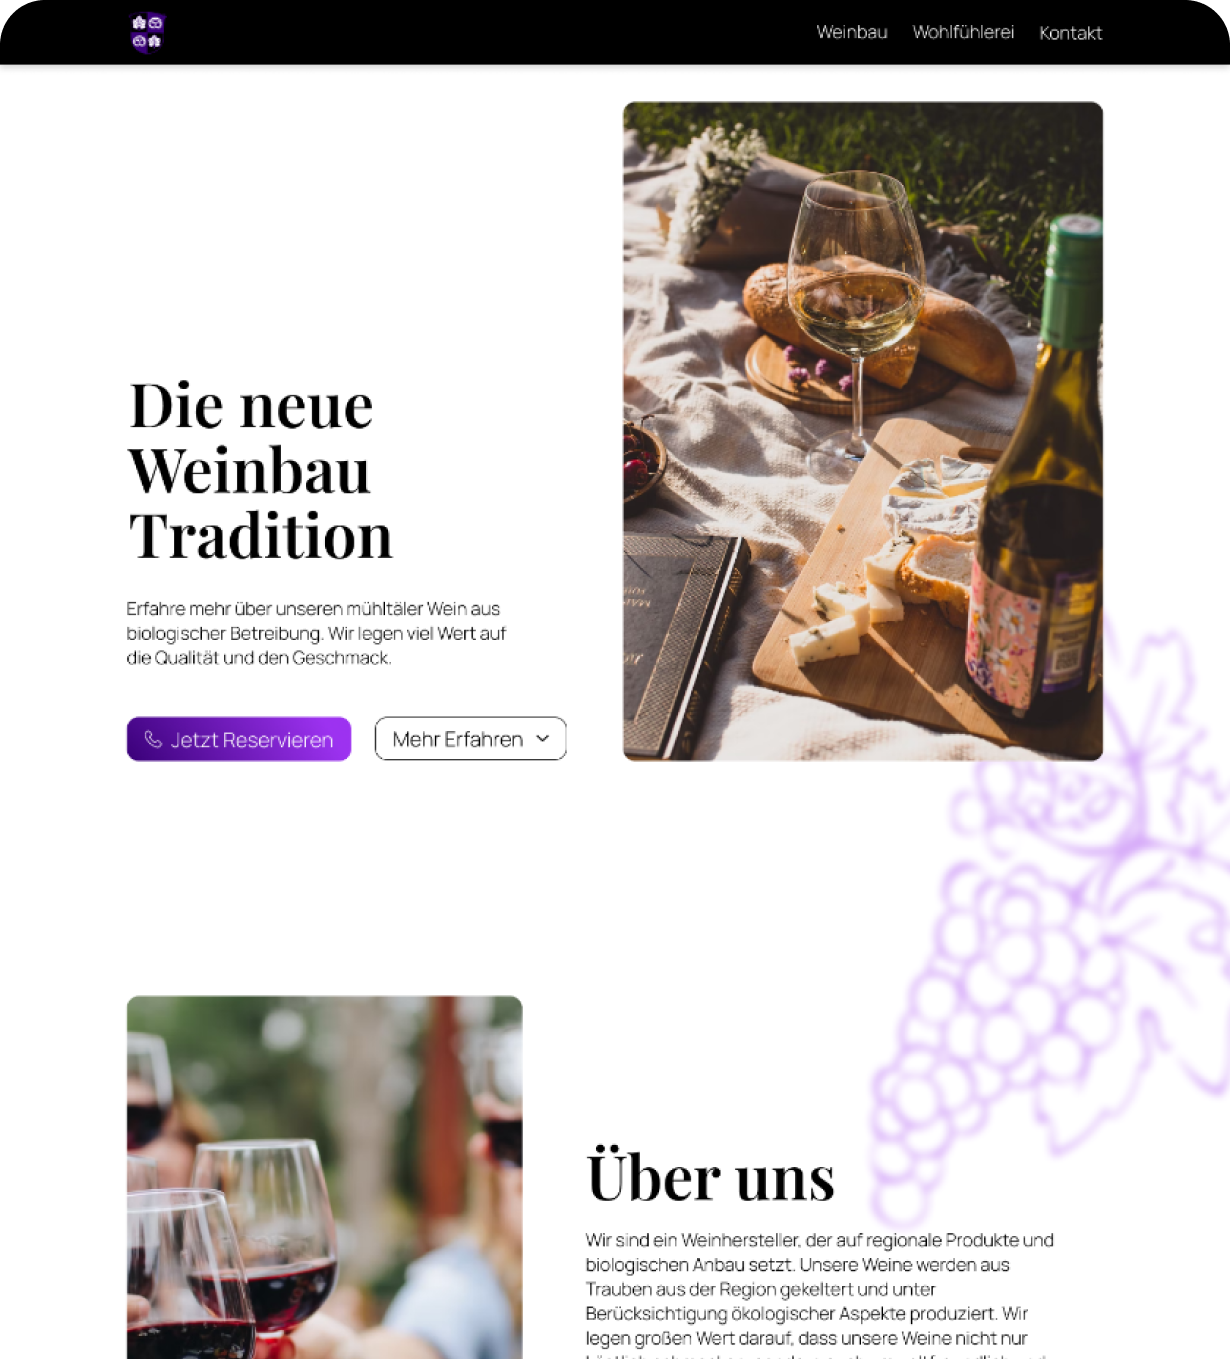 Weinbau Wohlfühlerei Kontakt
Die neue
Weinbau
Tradition
Erfahre mehr über unseren mühltäler Wein aus
biologischer Betreibung. Wir legen viel Wert auf
die Qualität und den Geschmack.
Jetzt Reservieren
Mehr Erfahren
Über uns
Wir sind ein Weinhersteller, der auf regionale Produkte und
biologischen Anbau setzt. Unsere Weine werden aus
Trauben aus der Region gekeltert und unter
Berücksichtigung ökologischer Aspekte produziert. Wir
legen großen Wert darauf, dass unsere Weine nicht nur